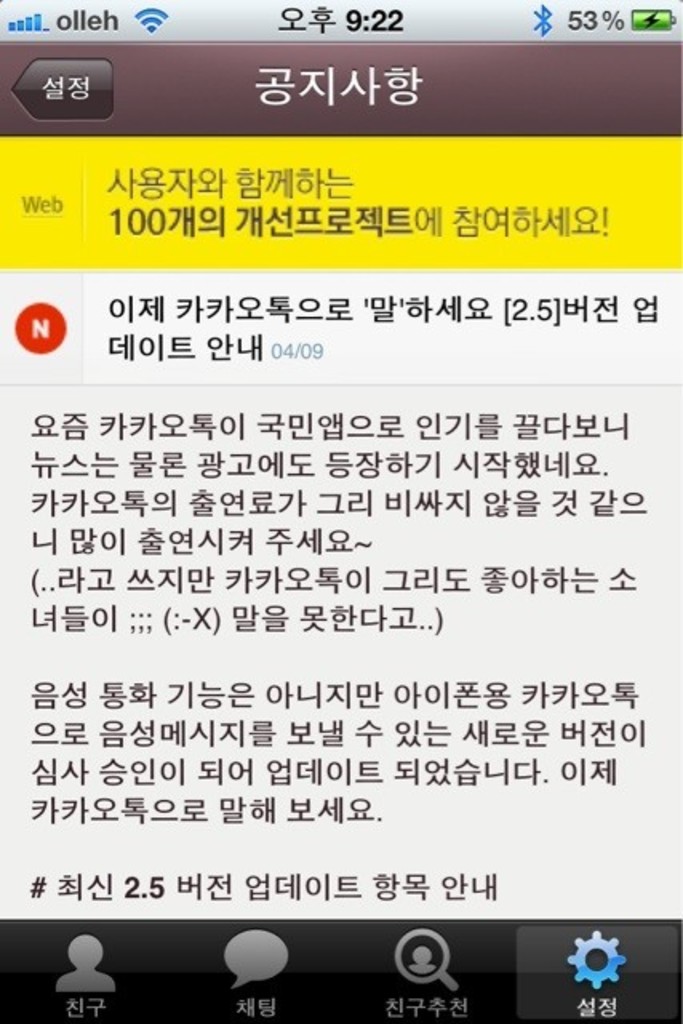 olleh 오후 9:22 53%
설정 공지사항
Web
사용자와 함께하는
100개의 개선프로젝트에 참여하세요!
N
이제 카카오톡으로 '말'하세요 [2.5]버전 업
데이트 안내 04/09
요즘 카카오톡이 국민앱으로 인기를 끌다보니
뉴스는 물론 광고에도 등장하기 시작했네요.
카카오톡의 출연료가 그리 비싸지 않을 것 같으
니 많이 출연시켜 주세요~
(..라고 쓰지만 카카오톡이 그리도 좋아하는 소
녀들이 ;;; (:-X) 말을 못한다고..)
음성 통화 기능은 아니지만 아이폰용 카카오톡
으로 음성메시지를 보낼 수 있는 새로운 버전이
심사 승인이 되어 업데이트 되었습니다. 이제
카카오톡으로 말해 보세요.
# 최신 2.5 버전 업데이트 항목 안내
친구 채팅 친구추천 설정